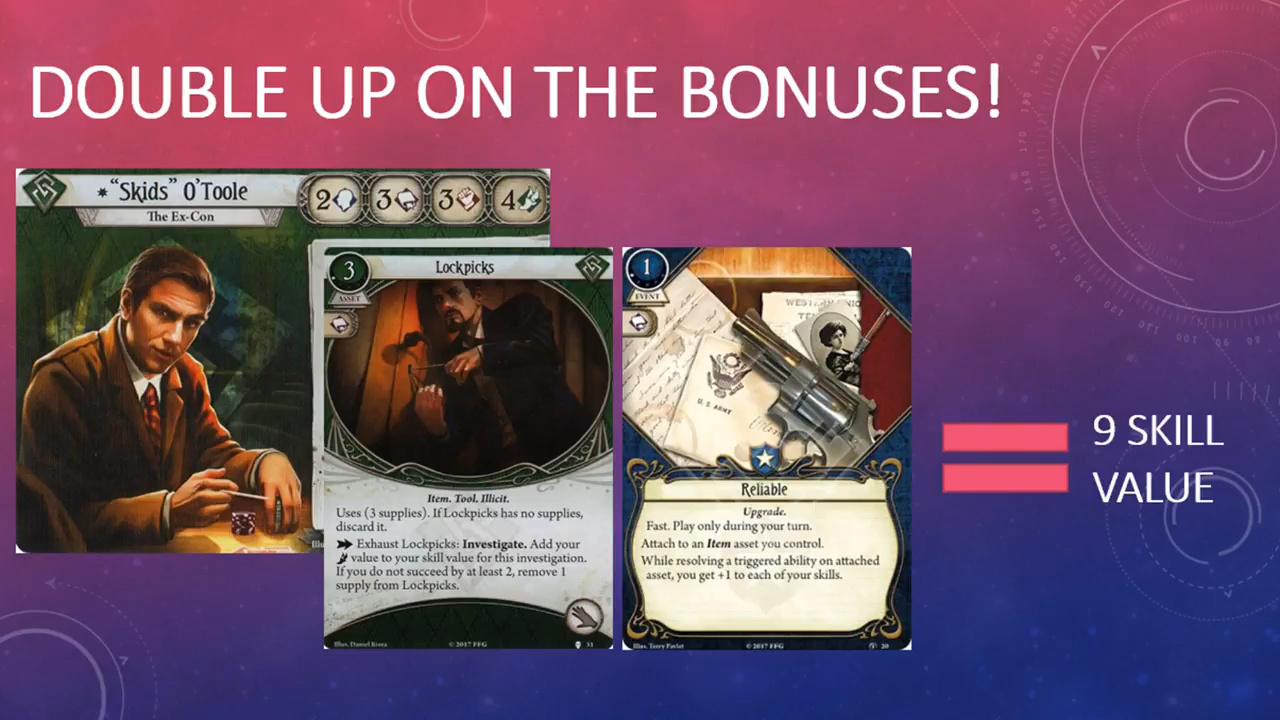 DOUBLE UP ON THE BONUSES!
"Skids" O'Toole
The Ex-Con
2 3 3 4
3
ASSET
Lockpicks
Item. Tool. Illicit.
Uses (3 supplies). If Lockpicks has no supplies,
discard it.
Exhaust Lockpicks: Investigate. Add your
value to your skill value for this investigation.
If you do not succeed by at least 2, remove 1
supply from Lockpicks.
Illus. Daniel Rivera
© 2017 FFG
31
1
EVENT
U. S. ARMY
Reliable
Upgrade.
Fast. Play only during your turn.
Attach to an Item asset you control.
While resolving a triggered ability on attached
asset, you get +1 to each of your skills.
© 2017 FFG
20
9 SKILL
VALUE